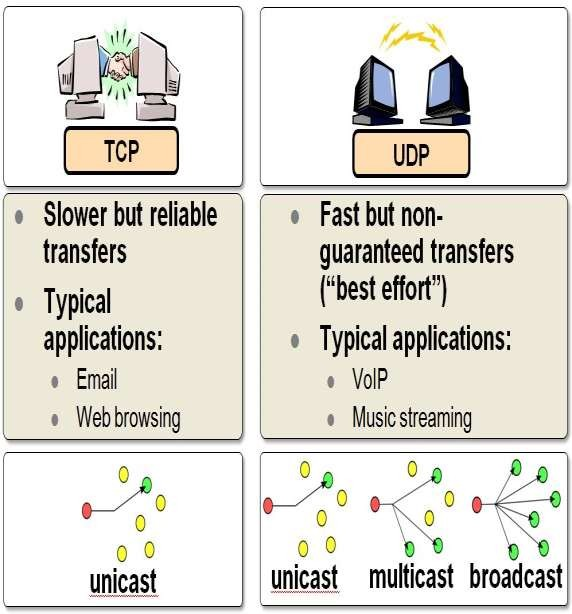 TCP
Slower but reliable
transfers
Typical
applications:
Email
Web browsing
unicast
UDP
Fast but non-
guaranteed transfers
(“best effort”)
Typical applications:
VoIP
Music streaming
unicast
multicast
broadcast